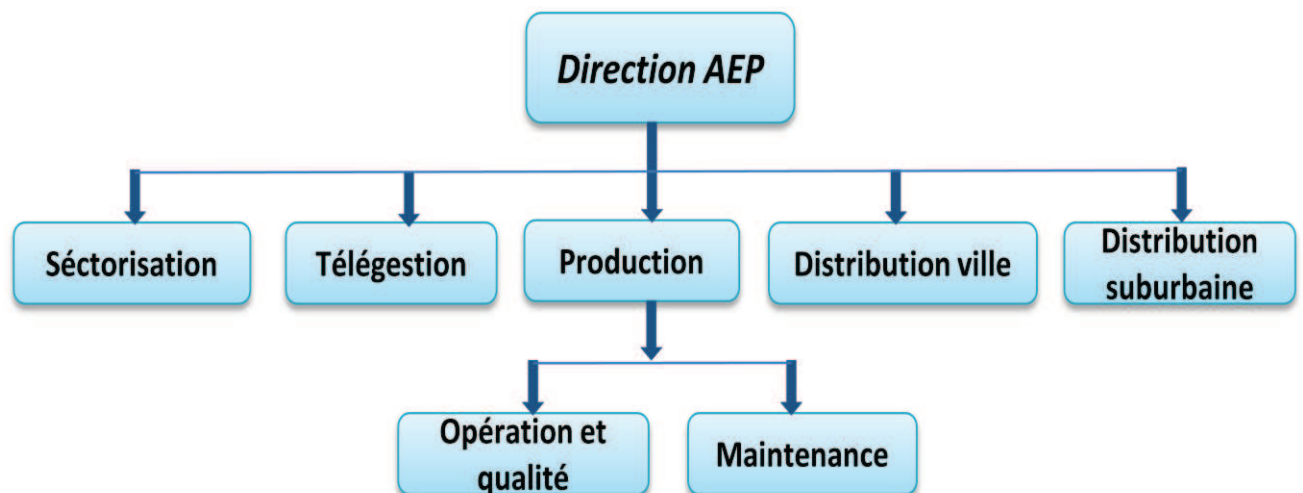 Direction AEP
Séctorisation
Télégestion
Production
Distribution ville
Distribution
suburbaine
Opération et
qualité
Maintenance